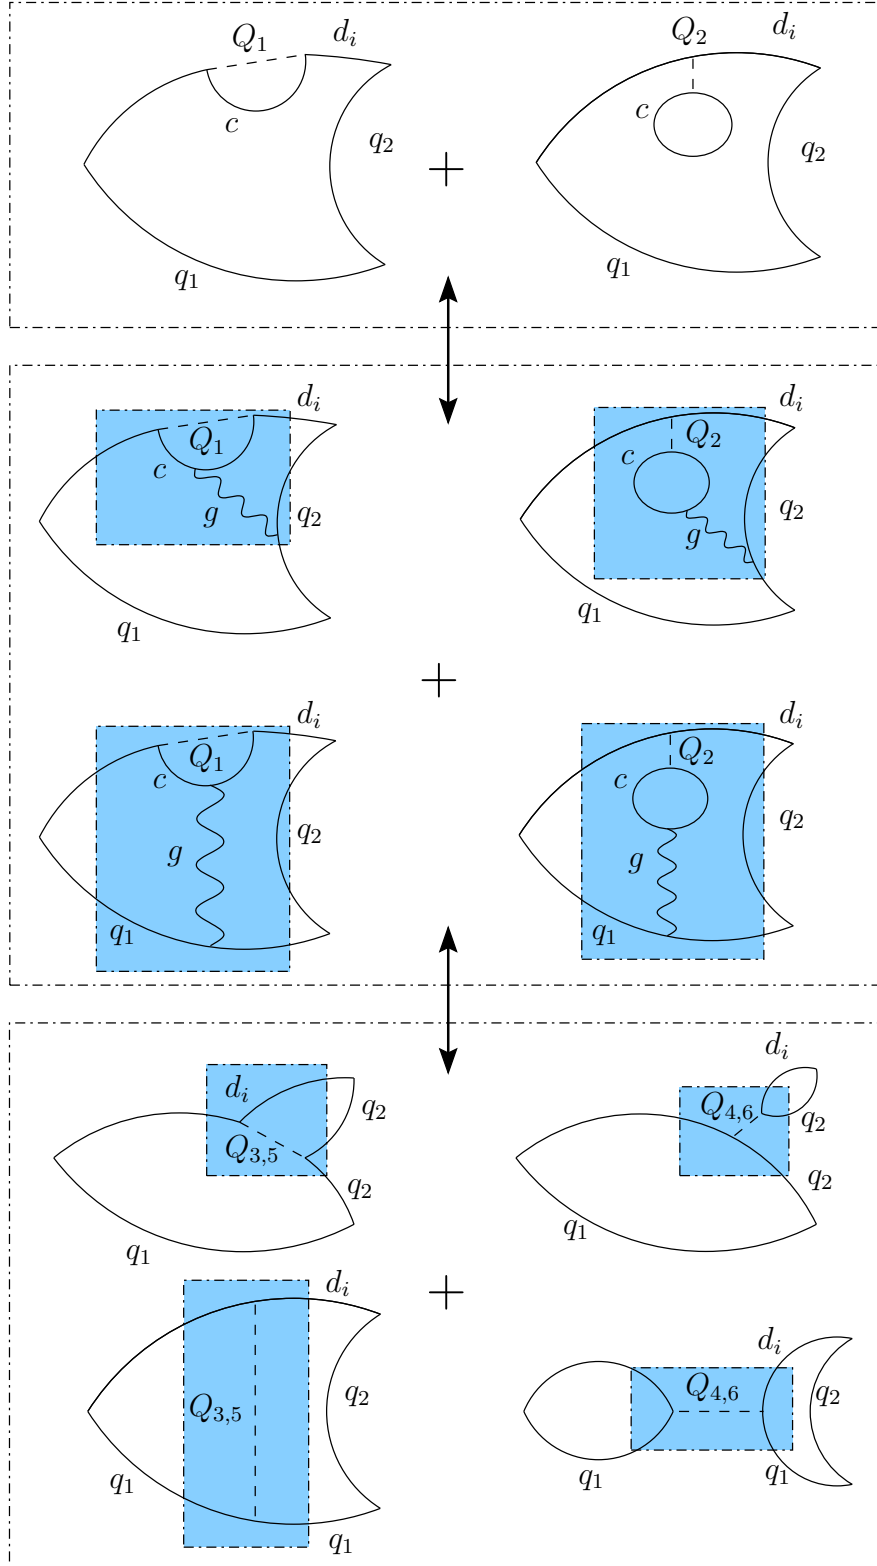 Q₁ dᵢ Q₂ dᵢ
c c
q₂ q₂
+
q₁ q₁
dᵢ dᵢ
Q₁ Q₂
c c
g q₂ q₂
g
q₁ q₁
+
dᵢ dᵢ
Q₁ Q₂
c c
q₂ q₂
g g
q₁ q₁
dᵢ
dᵢ Q₄,₆
q₂ q₂
Q₃,₅
q₂ q₂
q₁ q₁
+
dᵢ
dᵢ
Q₃,₅ q₂ Q₄,₆ q₂
q₁ q₁ q₁
q₁